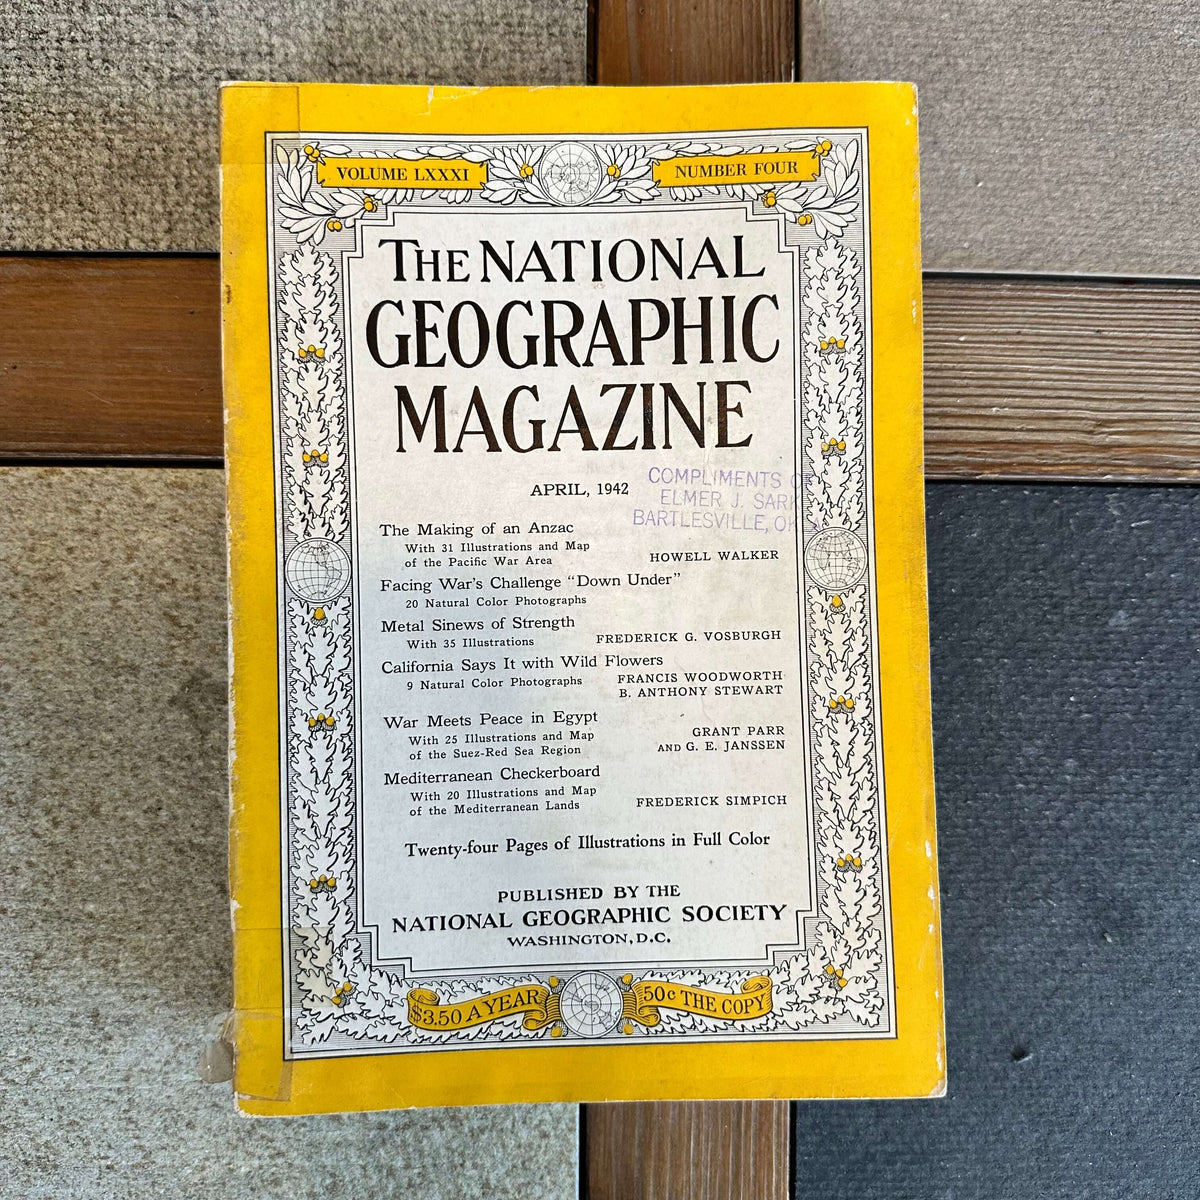 VOLUME LXXXI
NUMBER FOUR
THE NATIONAL
GEOGRAPHIC
MAGAZINE
APRIL, 1942
COMPLIMENTS
ELMER J.
BARTLESVILLE,
The Making of an Anzac
With 31 Illustrations and Map
of the Pacific War Area
HOWELL WALKER
Facing War's Challenge "Down Under"
20 Natural Color Photographs
Metal Sinews of Strength
With 35 Illustrations
FREDERICK G. VOSBURGH
California Says It with Wild Flowers
9 Natural Color Photographs
FRANCIS WOODWORTH
B. ANTHONY STEWART
War Meets Peace in Egypt
With 25 Illustrations and Map
of the Suez-Red Sea Region
GRANT PARR
AND G. E. JANSSEN
Mediterranean Checkerboard
With 20 Illustrations and Map
of the Mediterranean Lands
FREDERICK SIMPICH
Twenty-four Pages of Illustrations in Full Color
PUBLISHED BY THE
NATIONAL GEOGRAPHIC SOCIETY
WASHINGTON, D.C.
$3.50 A YEAR
50c THE COPY